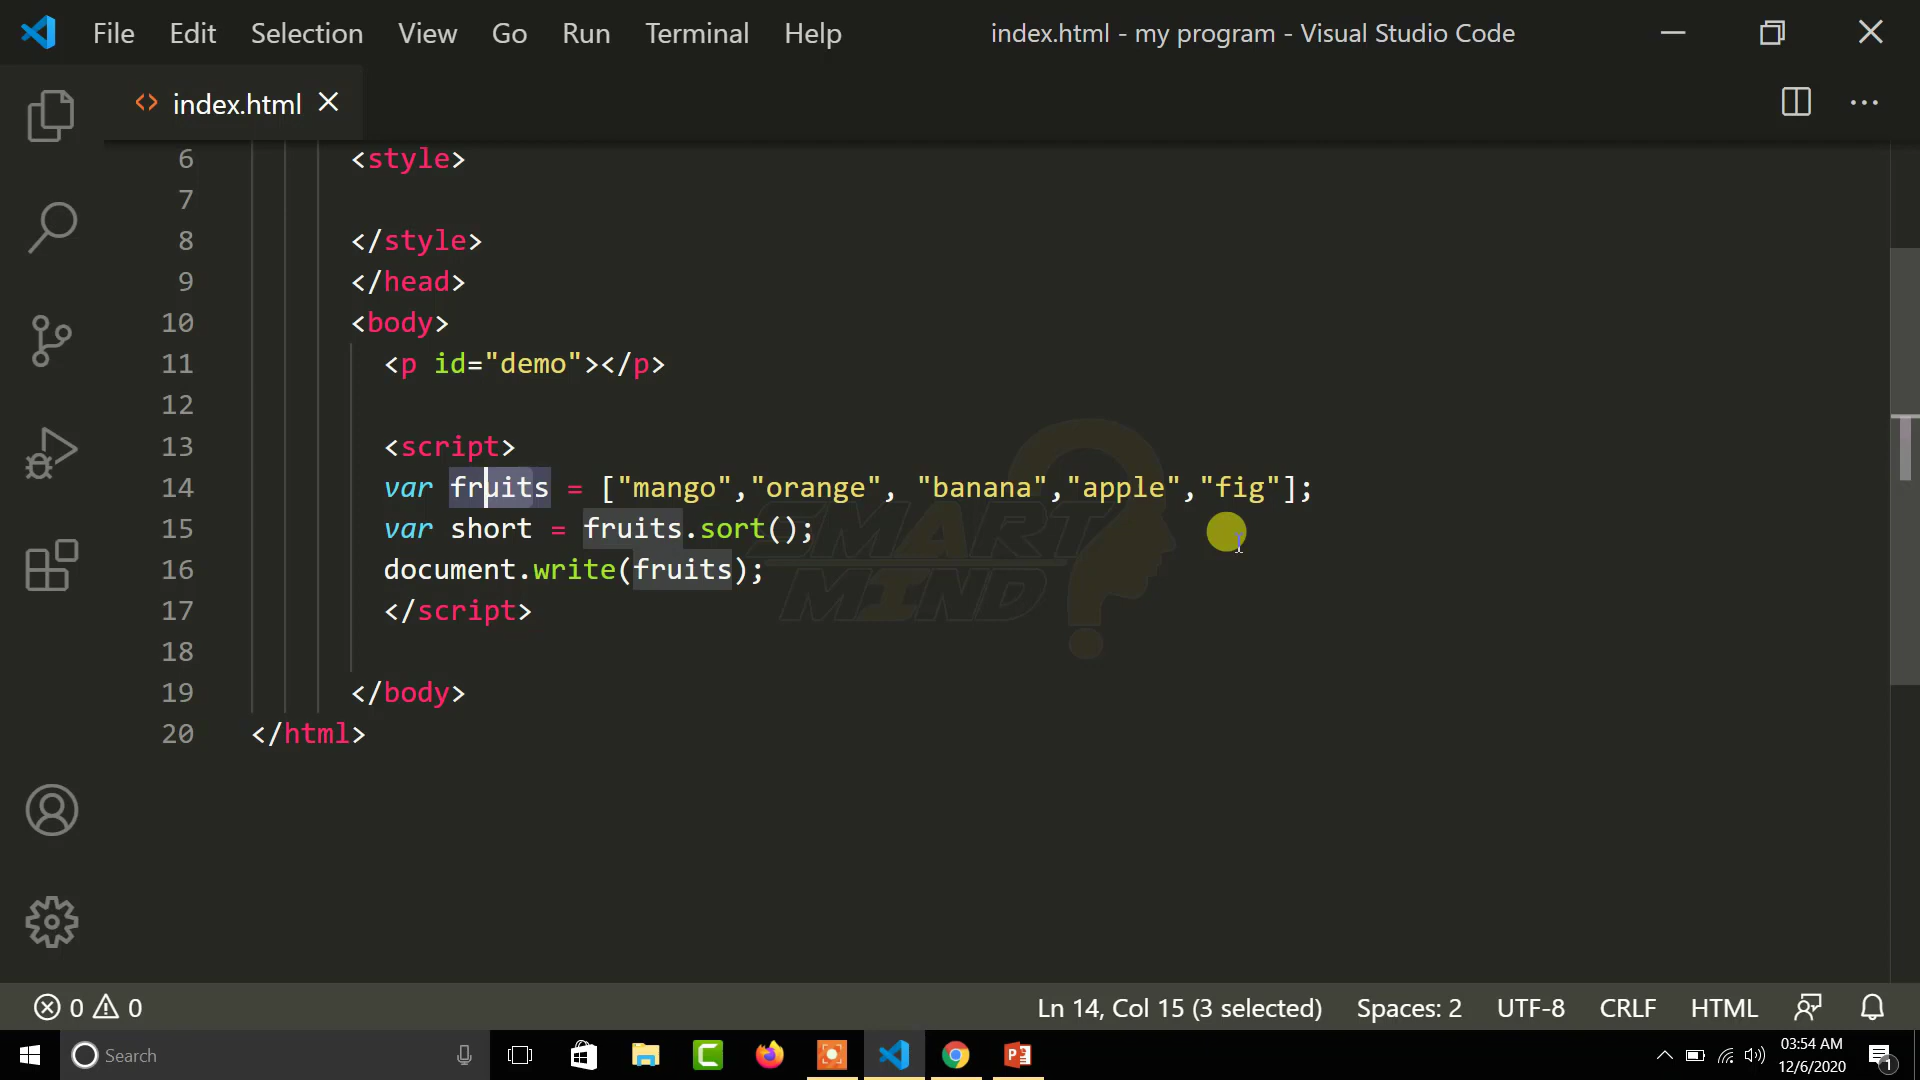 File Edit Selection View Go Run Terminal Help index.html - my program - Visual Studio Code
index.html
6 <style>
7
8 </style>
9 </head>
10 <body>
11 <p id="demo"></p>
12
13 <script>
14 var fruits = ["mango","orange", "banana","apple","fig"];
15 var short = fruits.sort();
16 document.write(fruits);
17 </script>
18
19 </body>
20 </html>
SMART
MIND
0 0 Ln 14, Col 15 (3 selected) Spaces: 2 UTF-8 CRLF HTML
Search 03:54 AM
12/6/2020 1